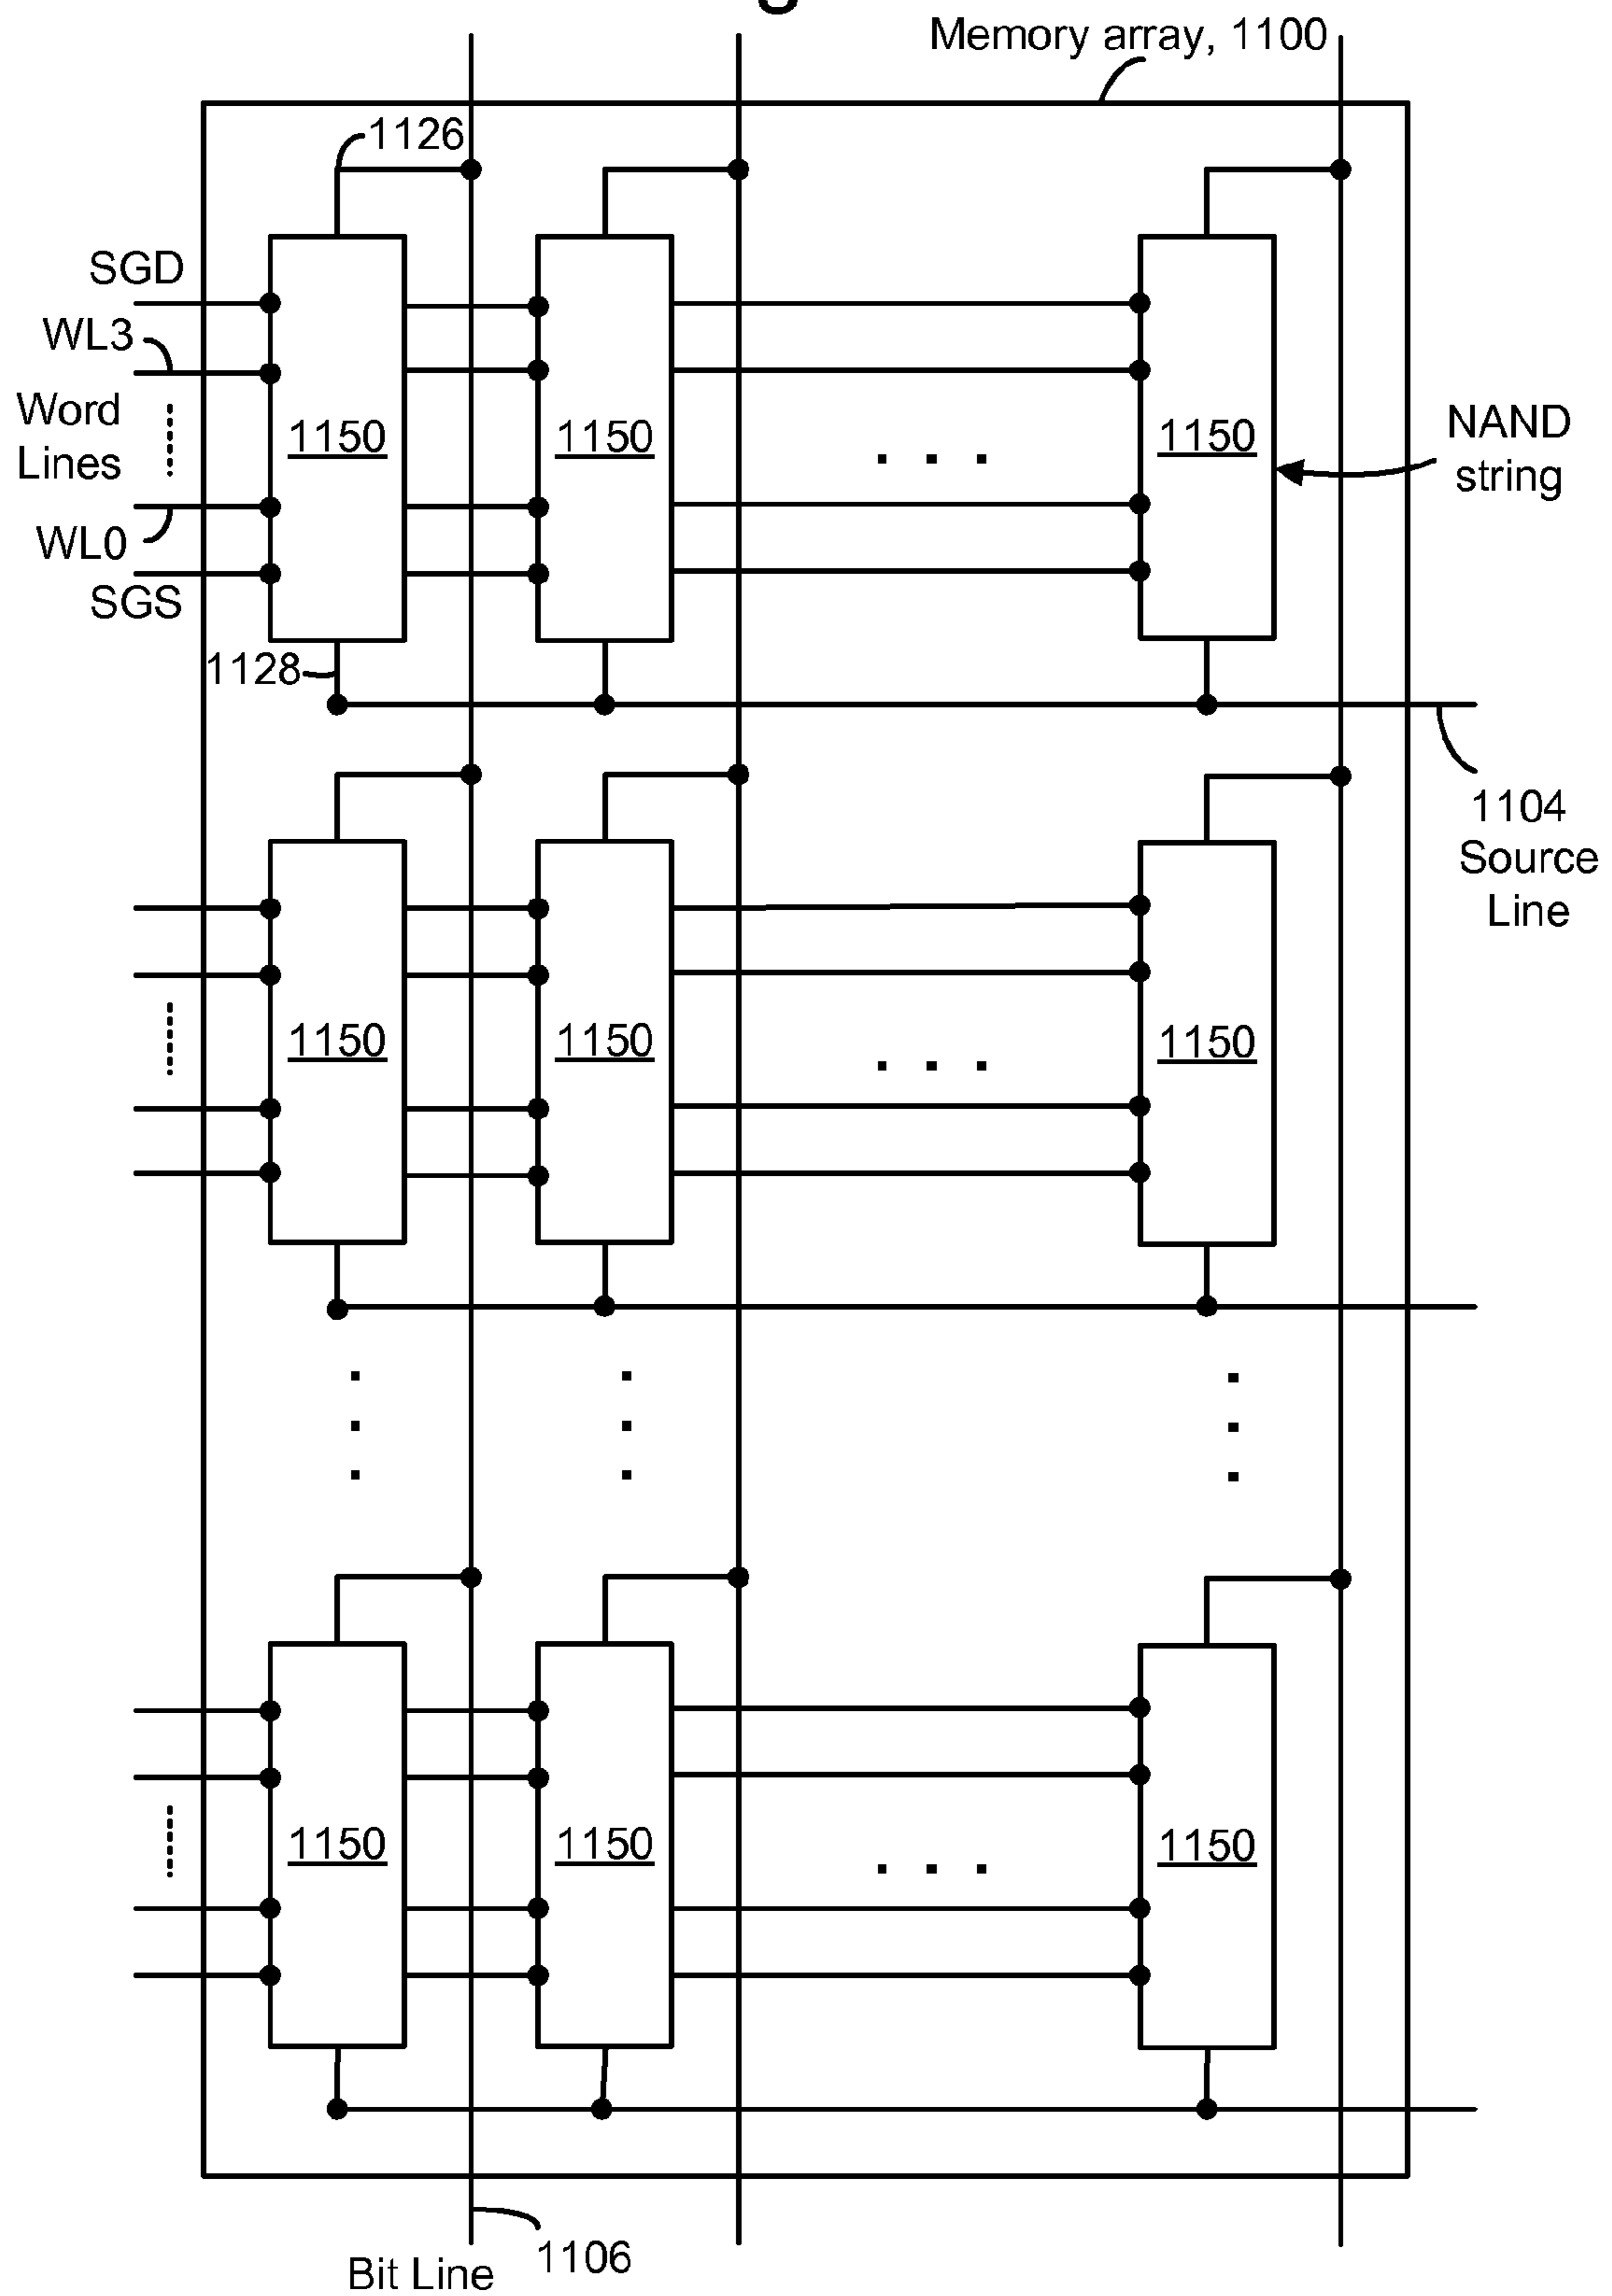 Memory array, 1100
1126
SGD
WL3
Word
Lines
WL0
SGS
1150
1150
1150
NAND
string
1128
1104
Source
Line
1150
1150
1150
1150
1150
1150
1106
Bit Line